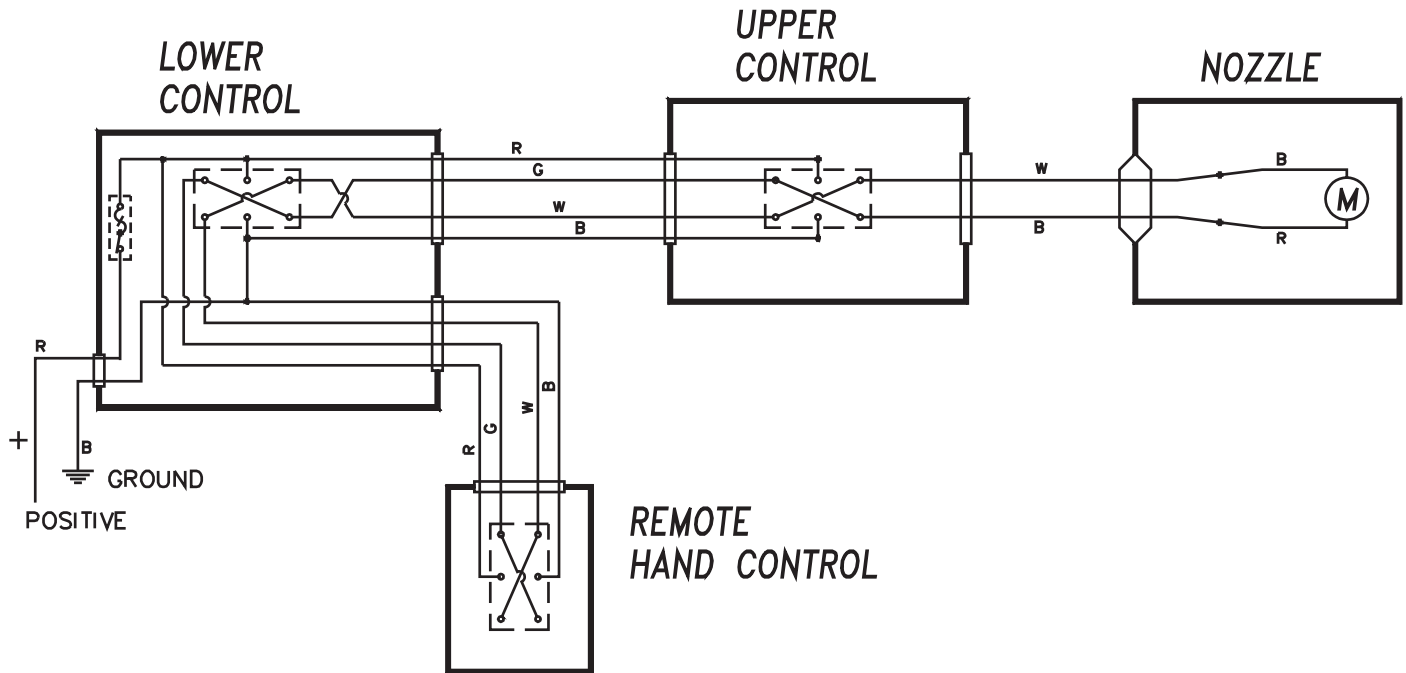 UPPER
CONTROL
LOWER
CONTROL
NOZZLE
R
G
W
B
W
B
B
M
R
R
+
B
GROUND
POSITIVE
R
G
W
B
REMOTE
HAND CONTROL